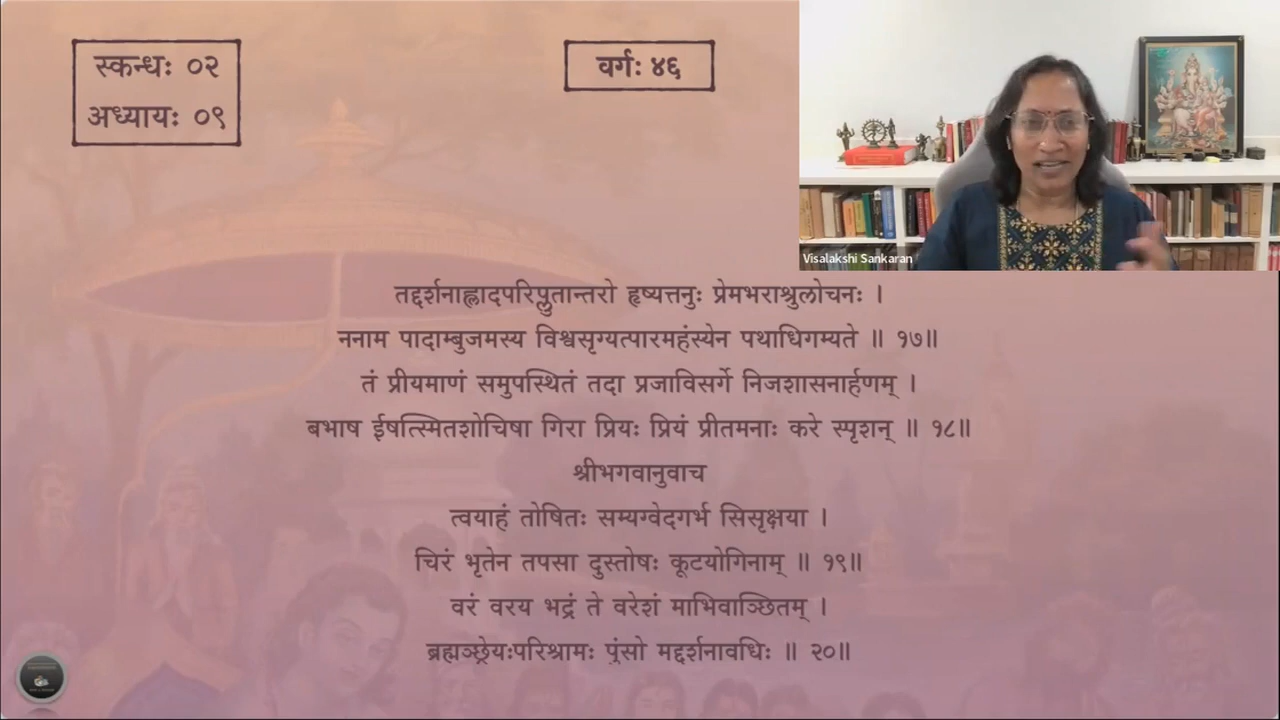 स्कन्धः ०२
अध्यायः ०९
वर्गः ४६
Visalakshi Sankaran
तद्दर्शनाह्लादपरिप्लुतान्तरो हृष्यत्तनुः प्रेमभराश्रुलोचनः ।
ननाम पादाम्बुजमस्य विश्वसृग्यत्पारमहंस्येन पथाधिगम्यते ॥ १७॥
तं प्रीयमाणं समुपस्थितं तदा प्रजाविसर्गे निजशासनार्हणम् ।
बभाष ईषत्स्मितशोचिषा गिरा प्रियः प्रियं प्रीतमनाः करे स्पृशन् ॥ १८॥
श्रीभगवानुवाच
त्वयाहं तोषितः सम्यग्वेदगर्भ सिसृक्षया ।
चिरं भृतेन तपसा दुस्तोषः कूटयोगिनाम् ॥ १९॥
वरं वरय भद्रं ते वरेशं माभिवाञ्छितम् ।
ब्रह्मञ्छ्रेयःपरिश्रामः पुंसो मद्दर्शनावधिः ॥ २०॥